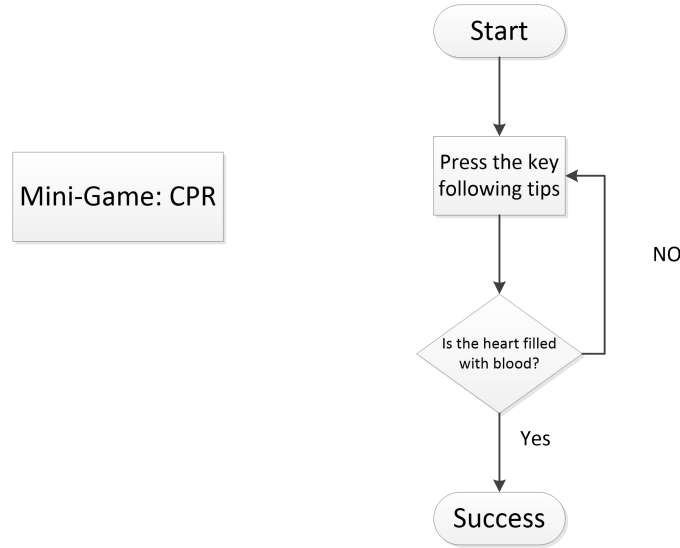 Start
Press the key
following tips
Mini-Game: CPR
NO
Is the heart filled
with blood?
Yes
Success